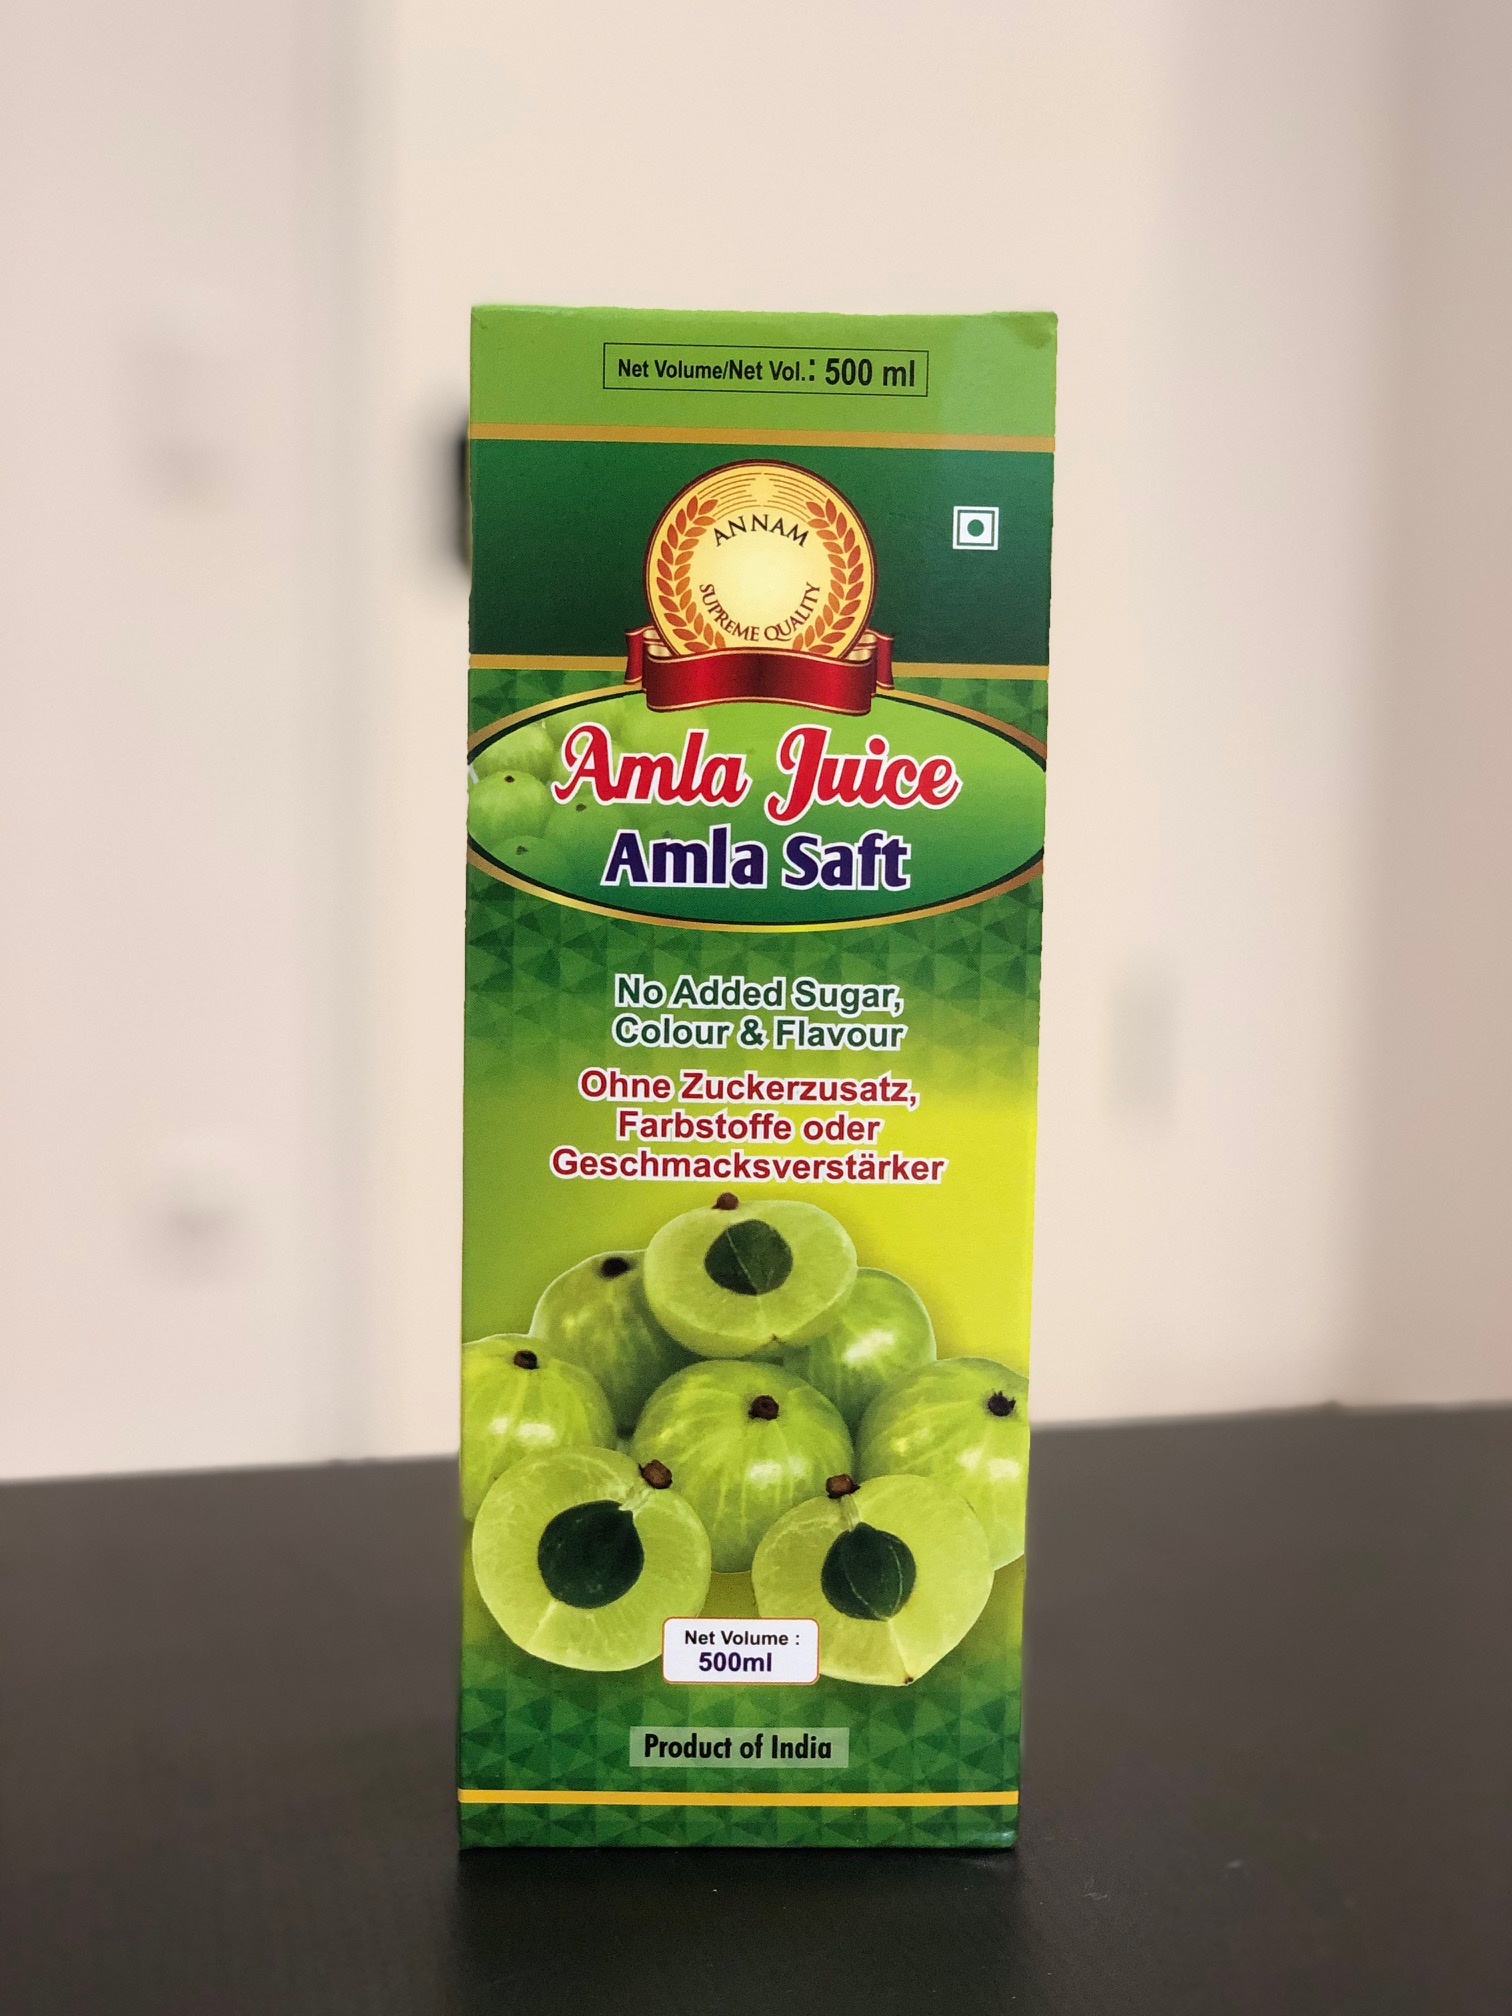 Net Volume/Net Vol.: 500 ml
ANNAM
SUPREME QUALITY
Amla Juice
Amla Saft
No Added Sugar,
Colour & Flavour
Ohne Zuckerzusatz,
Farbstoffe oder
Geschmacksverstärker
Net Volume :
500ml
Product of India